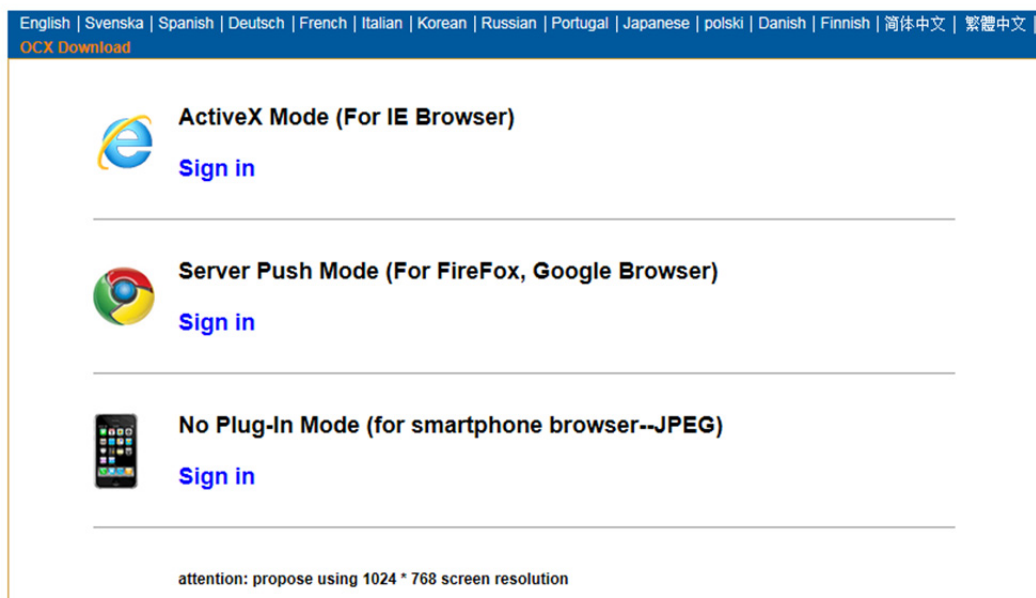 English | Svenska | Spanish | Deutsch | French | Italian | Korean | Russian | Portugal | Japanese | polski | Danish | Finnish | 简体中文 | 繁體中文 |
OCX Download
ActiveX Mode (For IE Browser)
Sign in
Server Push Mode (For FireFox, Google Browser)
Sign in
No Plug-In Mode (for smartphone browser--JPEG)
Sign in
attention: propose using 1024 * 768 screen resolution